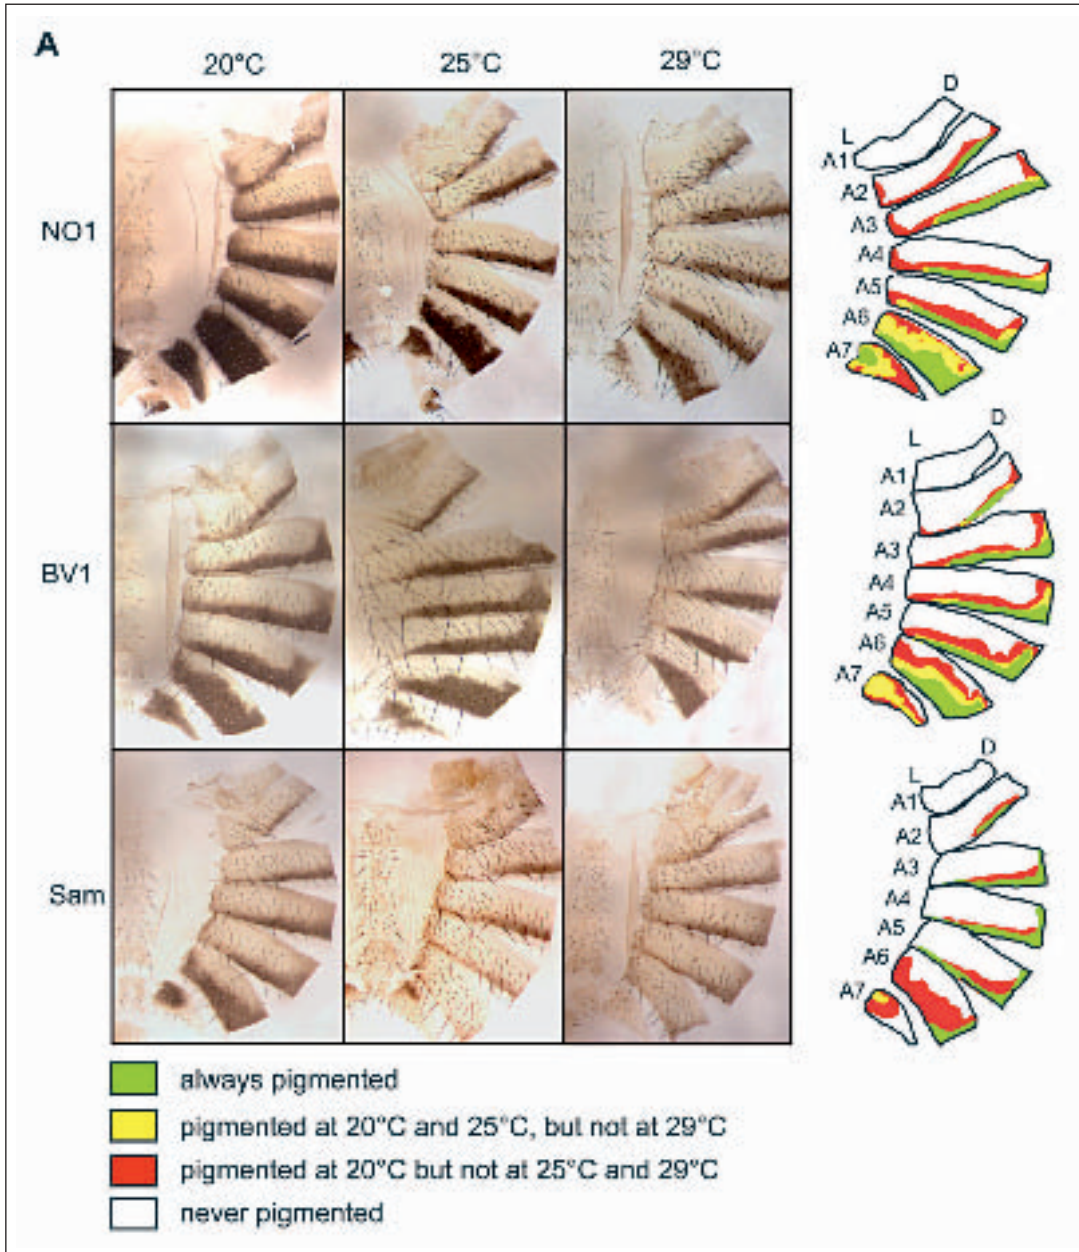 A
20°C 25°C 29°C
NO1
D
L
A1
A2
A3
A4
A5
A6
A7
BV1
D
L
A1
A2
A3
A4
A5
A6
A7
Sam
D
L
A1
A2
A3
A4
A5
A6
A7
always pigmented
pigmented at 20°C and 25°C, but not at 29°C
pigmented at 20°C but not at 25°C and 29°C
never pigmented